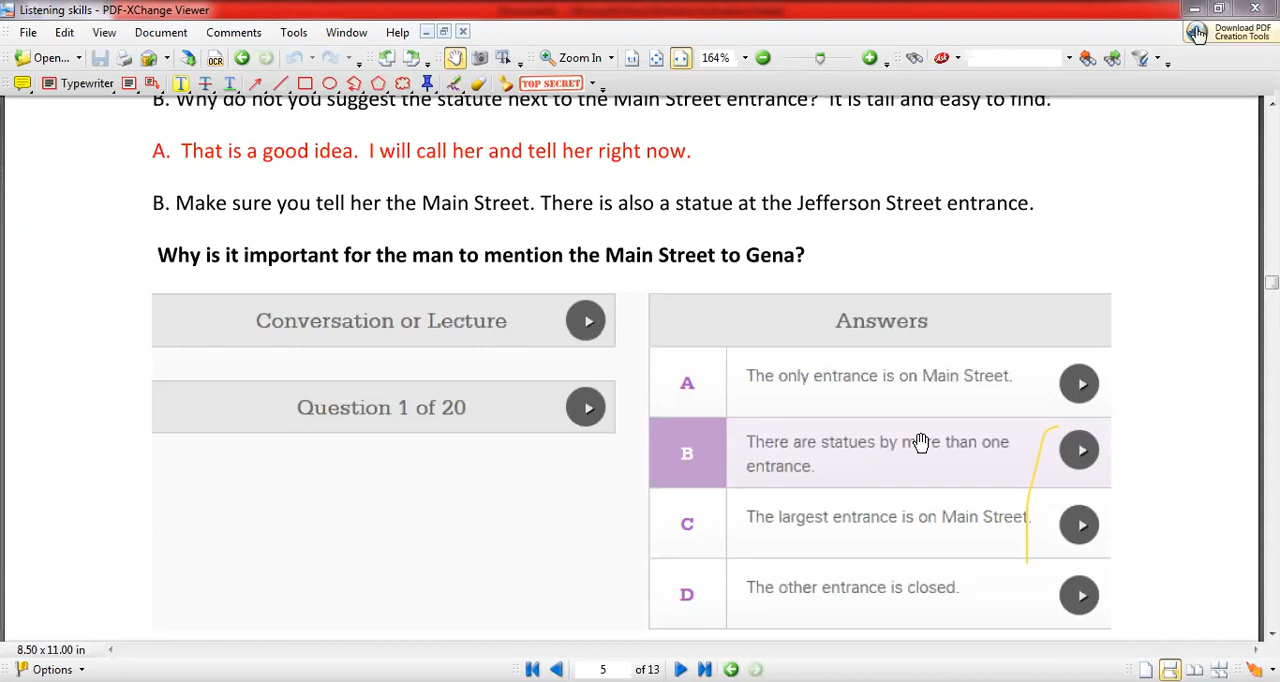 Listening skills - PDF-XChange Viewer
File Edit View Document Comments Tools Window Help
Download PDF
Creation Tools
Open... OCR Zoom In 1:1 164%
Typewriter T T T TOP SECRET
B. Why do not you suggest the statute next to the Main Street entrance? It is tall and easy to find.
A. That is a good idea. I will call her and tell her right now.
B. Make sure you tell her the Main Street. There is also a statue at the Jefferson Street entrance.
Why is it important for the man to mention the Main Street to Gena?
Conversation or Lecture
Question 1 of 20
Answers
A The only entrance is on Main Street.
B There are statues by more than one
entrance.
C The largest entrance is on Main Street.
D The other entrance is closed.
8.50 x 11.00 in
Options 5 of 13